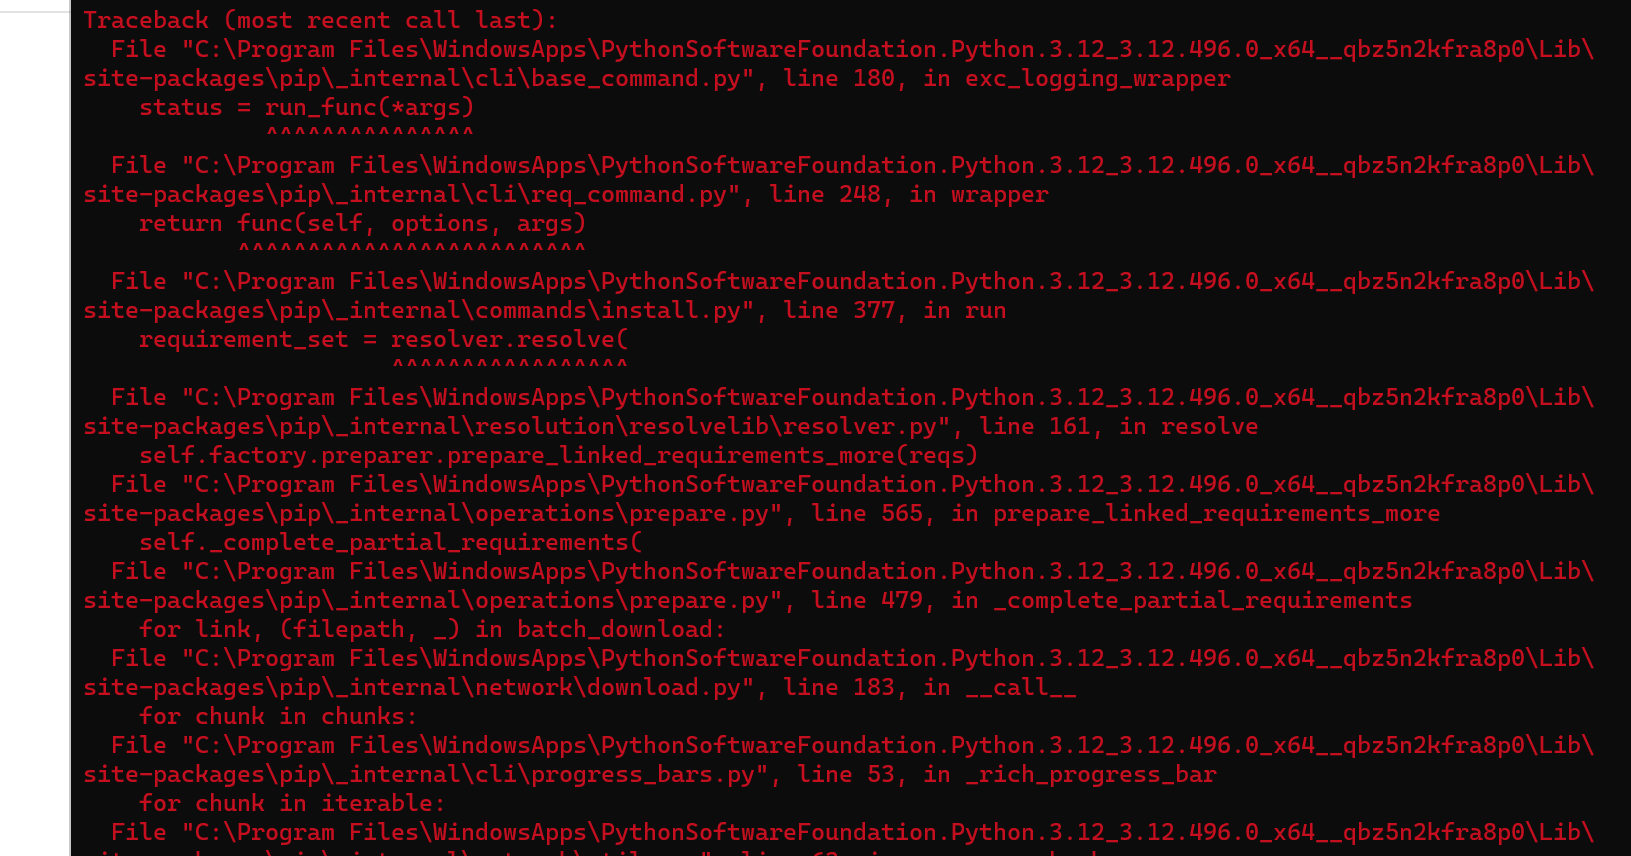 Traceback (most recent call last):
  File "C:\Program Files\WindowsApps\PythonSoftwareFoundation.Python.3.12_3.12.496.0_x64__qbz5n2kfra8p0\Lib\
site-packages\pip\_internal\cli\base_command.py", line 180, in exc_logging_wrapper
    status = run_func(*args)
             ^^^^^^^^^^^^^^^
  File "C:\Program Files\WindowsApps\PythonSoftwareFoundation.Python.3.12_3.12.496.0_x64__qbz5n2kfra8p0\Lib\
site-packages\pip\_internal\cli\req_command.py", line 248, in wrapper
    return func(self, options, args)
           ^^^^^^^^^^^^^^^^^^^^^^^^^
  File "C:\Program Files\WindowsApps\PythonSoftwareFoundation.Python.3.12_3.12.496.0_x64__qbz5n2kfra8p0\Lib\
site-packages\pip\_internal\commands\install.py", line 377, in run
    requirement_set = resolver.resolve(
                      ^^^^^^^^^^^^^^^^^
  File "C:\Program Files\WindowsApps\PythonSoftwareFoundation.Python.3.12_3.12.496.0_x64__qbz5n2kfra8p0\Lib\
site-packages\pip\_internal\resolution\resolvelib\resolver.py", line 161, in resolve
    self.factory.preparer.prepare_linked_requirements_more(reqs)
  File "C:\Program Files\WindowsApps\PythonSoftwareFoundation.Python.3.12_3.12.496.0_x64__qbz5n2kfra8p0\Lib\
site-packages\pip\_internal\operations\prepare.py", line 565, in prepare_linked_requirements_more
    self._complete_partial_requirements(
  File "C:\Program Files\WindowsApps\PythonSoftwareFoundation.Python.3.12_3.12.496.0_x64__qbz5n2kfra8p0\Lib\
site-packages\pip\_internal\operations\prepare.py", line 479, in _complete_partial_requirements
    for link, (filepath, _) in batch_download:
  File "C:\Program Files\WindowsApps\PythonSoftwareFoundation.Python.3.12_3.12.496.0_x64__qbz5n2kfra8p0\Lib\
site-packages\pip\_internal\network\download.py", line 183, in __call__
    for chunk in chunks:
  File "C:\Program Files\WindowsApps\PythonSoftwareFoundation.Python.3.12_3.12.496.0_x64__qbz5n2kfra8p0\Lib\
site-packages\pip\_internal\cli\progress_bars.py", line 53, in _rich_progress_bar
    for chunk in iterable:
  File "C:\Program Files\WindowsApps\PythonSoftwareFoundation.Python.3.12_3.12.496.0_x64__qbz5n2kfra8p0\Lib\